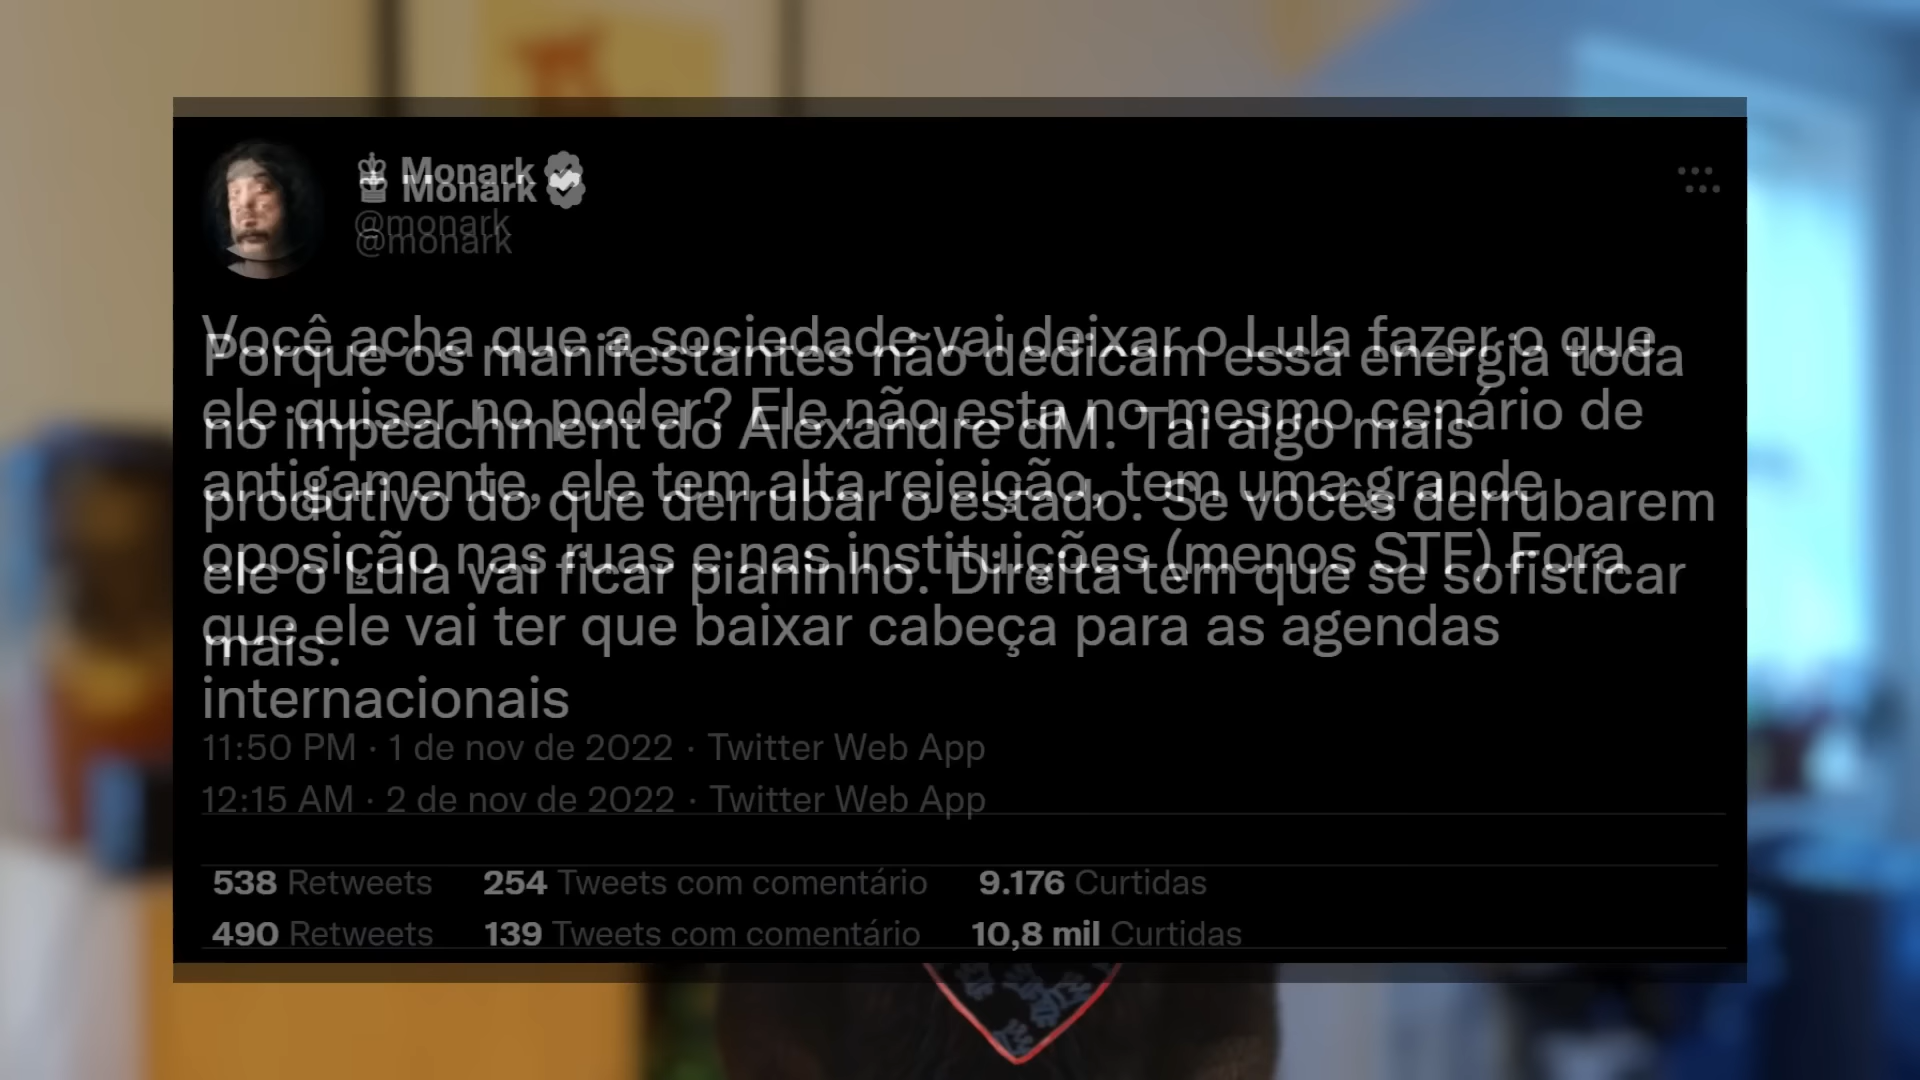 ♚ Monark
@monark
Você acha que a sociedade vai deixar o Lula fazer o que
ele quiser no poder? Ele não esta no mesmo cenário de
antigamente, ele tem alta rejeição, tem uma grande
oposição nas ruas e nas instituições (menos STF) Fora
que ele vai ter que baixar cabeça para as agendas
internacionais
12:15 AM · 2 de nov de 2022 · Twitter Web App
490 Retweets 139 Tweets com comentário 10,8 mil Curtidas
♚ Monark
@monark
Porque os manifestantes não dedicam essa energia toda
no impeachment do Alexandre dM. Tai algo mais
produtivo do que derrubar o estado. Se vocês derrubarem
ele o Lula vai ficar pianinho. Direita tem que se sofisticar
mais.
11:50 PM · 1 de nov de 2022 · Twitter Web App
538 Retweets 254 Tweets com comentário 9.176 Curtidas